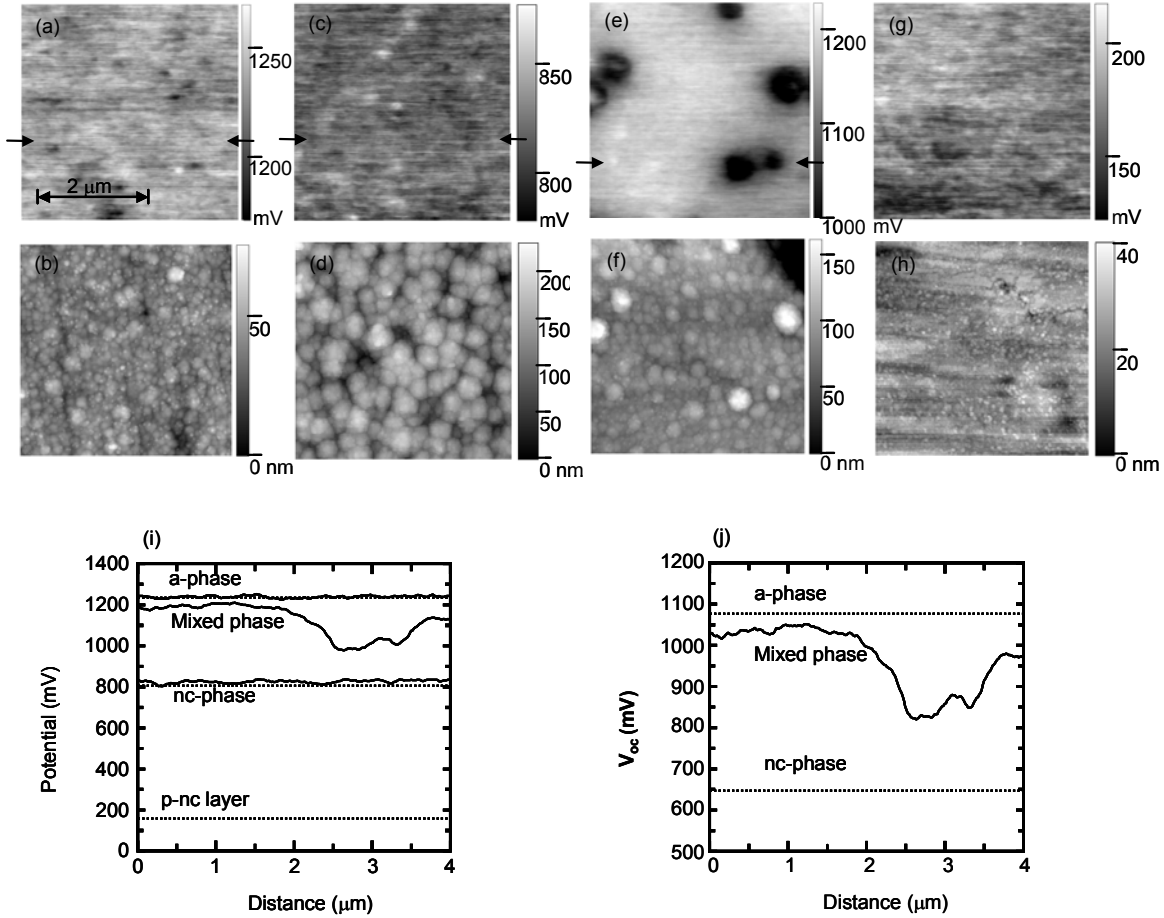 (a)
1250
1200
mV
2 μm
(c)
850
800
mV
(e)
1200
1100
1000 mV
(g)
200
150
mV
(b)
50
0 nm
(d)
200
150
100
50
0 nm
(f)
150
100
50
0 nm
(h)
40
20
0 nm
(i)
1400
1200
1000
800
600
400
200
0
Potential (mV)
a-phase
Mixed phase
nc-phase
p-nc layer
0 1 2 3 4
Distance (μm)
(j)
1200
1100
1000
900
800
700
600
500
Voc (mV)
a-phase
Mixed phase
nc-phase
0 1 2 3 4
Distance (μm)